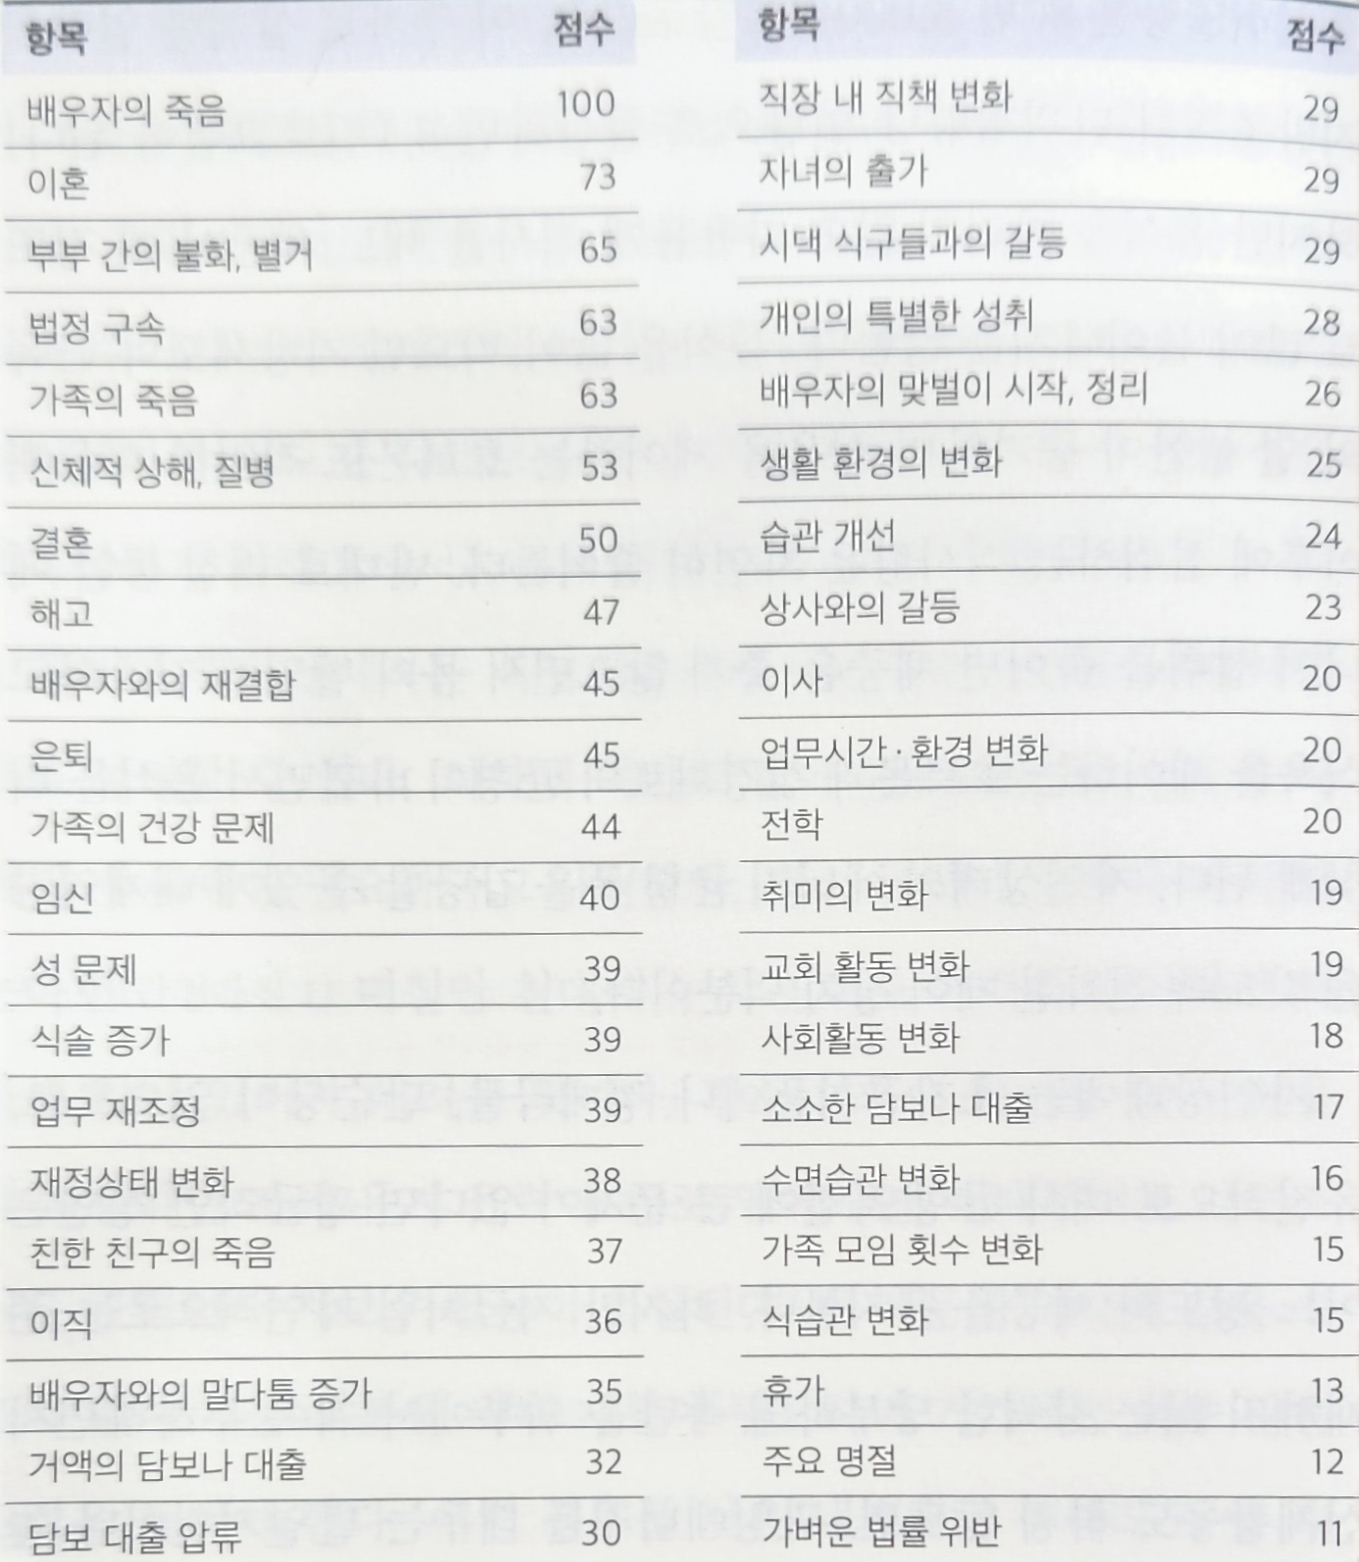 항목 점수
배우자의 죽음 100
이혼 73
부부 간의 불화, 별거 65
법정 구속 63
가족의 죽음 63
신체적 상해, 질병 53
결혼 50
해고 47
배우자와의 재결합 45
은퇴 45
가족의 건강 문제 44
임신 40
성 문제 39
식솔 증가 39
업무 재조정 39
재정상태 변화 38
친한 친구의 죽음 37
이직 36
배우자와의 말다툼 증가 35
거액의 담보나 대출 32
담보 대출 압류 30
항목 점수
직장 내 직책 변화 29
자녀의 출가 29
시댁 식구들과의 갈등 29
개인의 특별한 성취 28
배우자의 맞벌이 시작, 정리 26
생활 환경의 변화 25
습관 개선 24
상사와의 갈등 23
이사 20
업무시간·환경 변화 20
전학 20
취미의 변화 19
교회 활동 변화 19
사회활동 변화 18
소소한 담보나 대출 17
수면습관 변화 16
가족 모임 횟수 변화 15
식습관 변화 15
휴가 13
주요 명절 12
가벼운 법률 위반 11